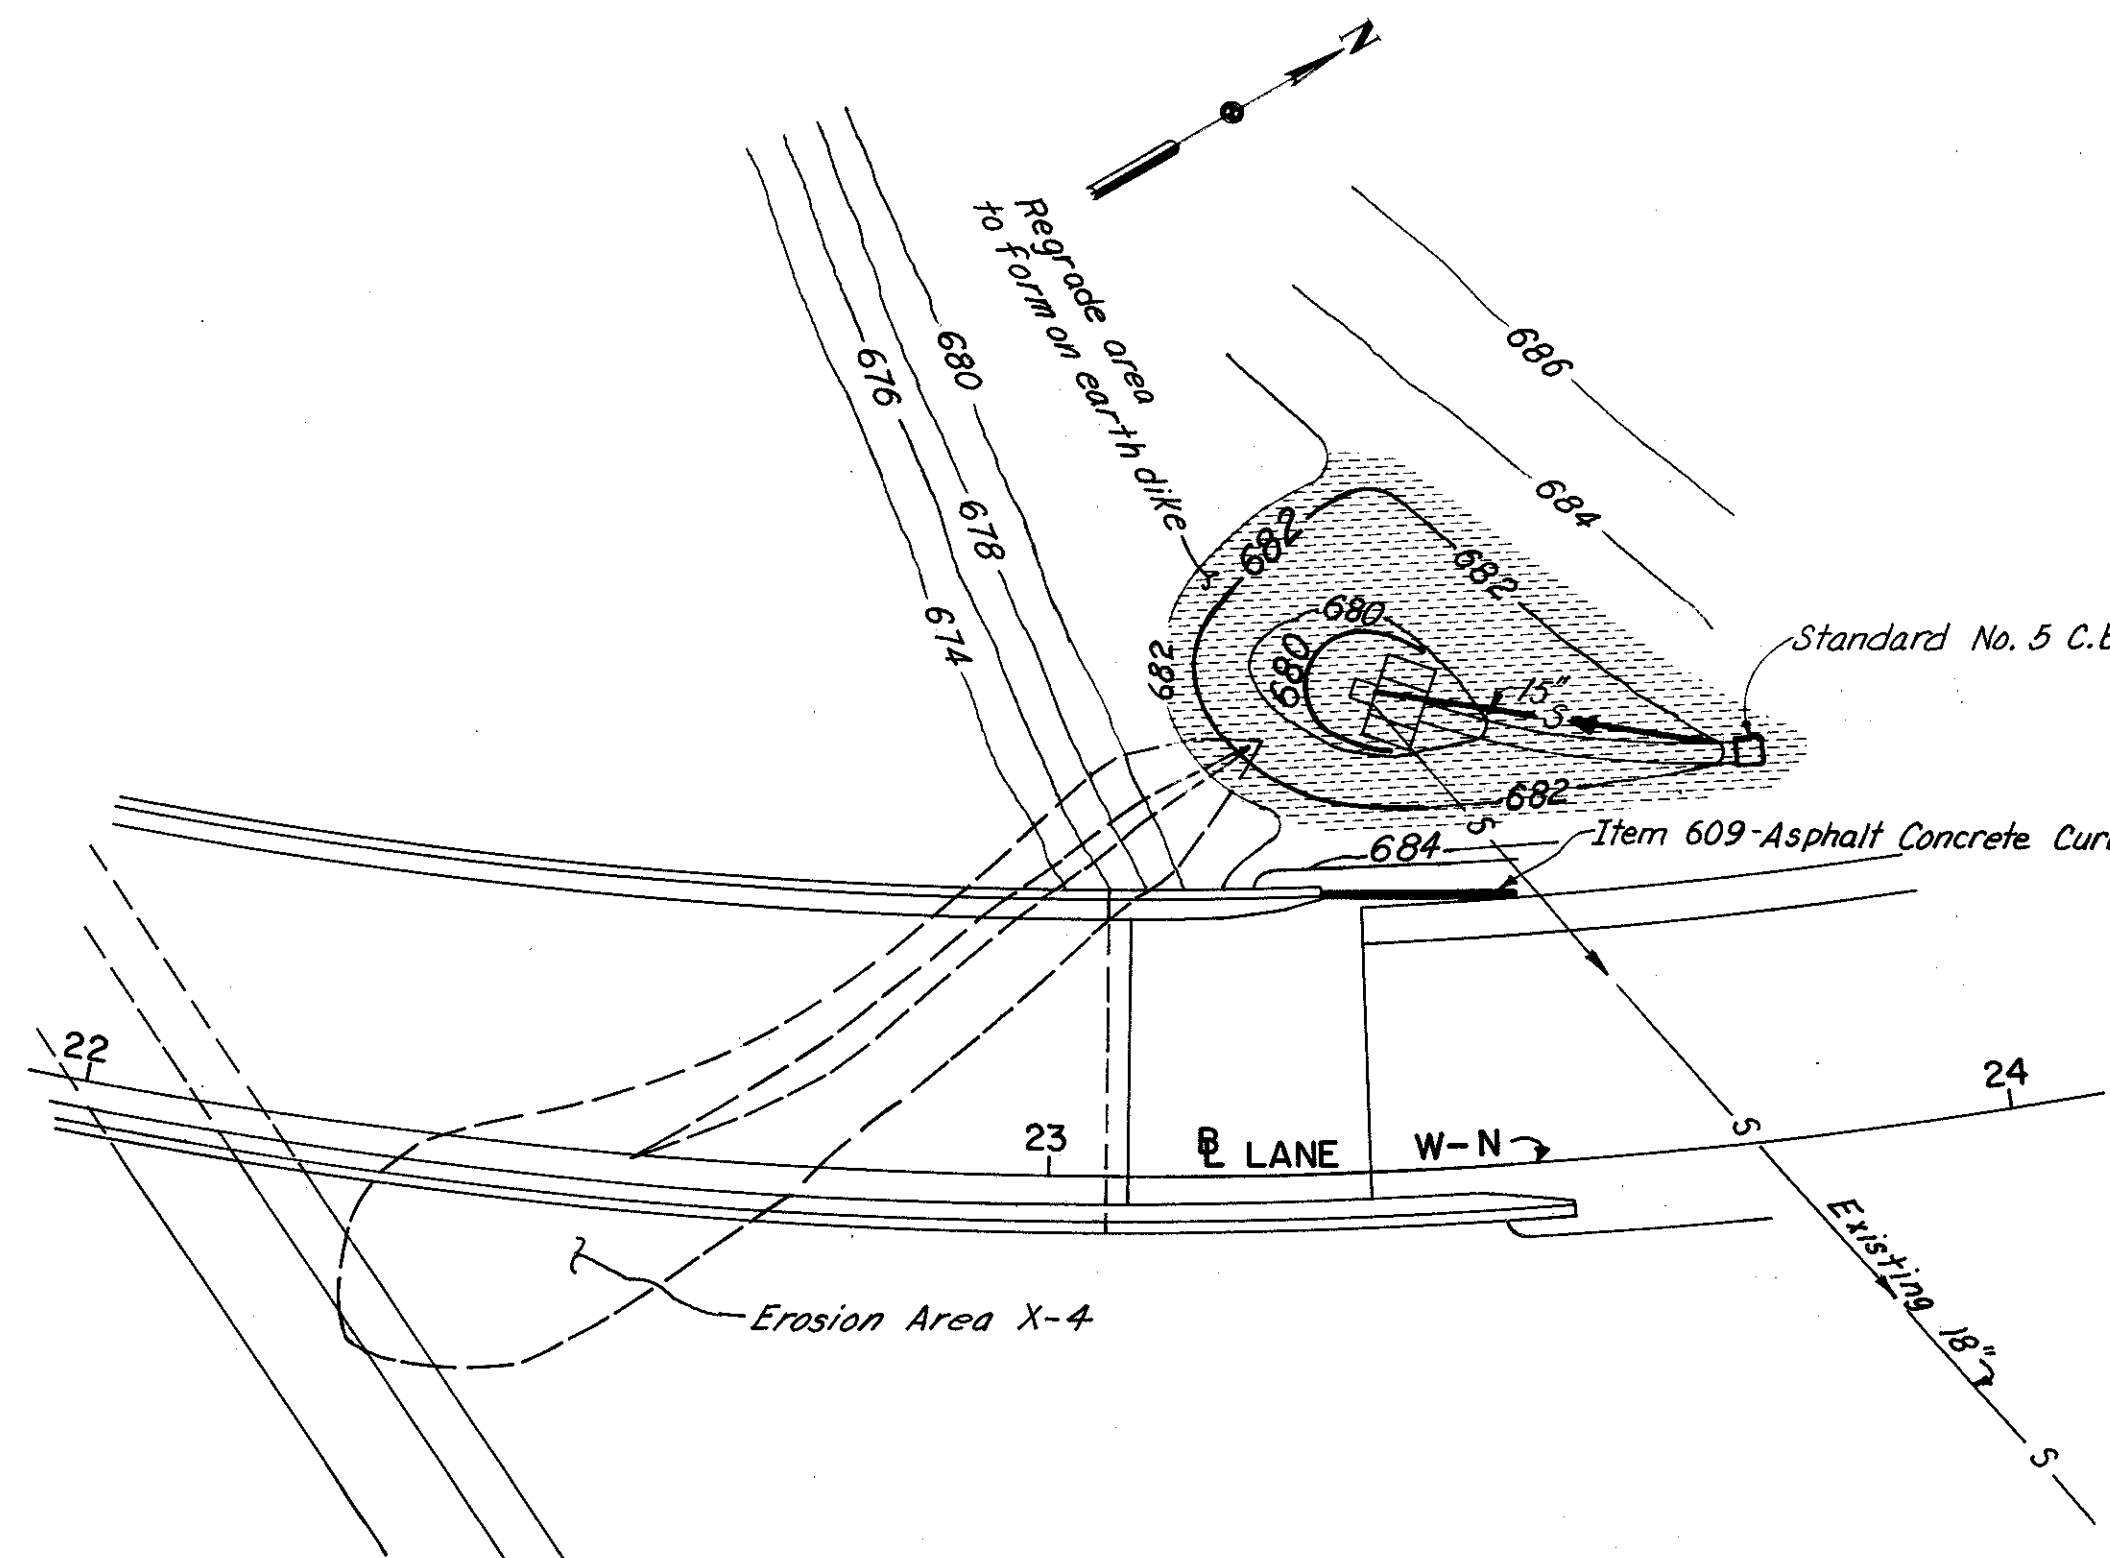 N
Regrade area
to form an earth dike
686
684
680
676
678
674
682
682
682
680
680
15"
S
Standard No. 5 C.B
682
S
684
Item 609-Asphalt Concrete Cur
22
23
24
LANE W-N
S
Existing 18"
S
Erosion Area X-4